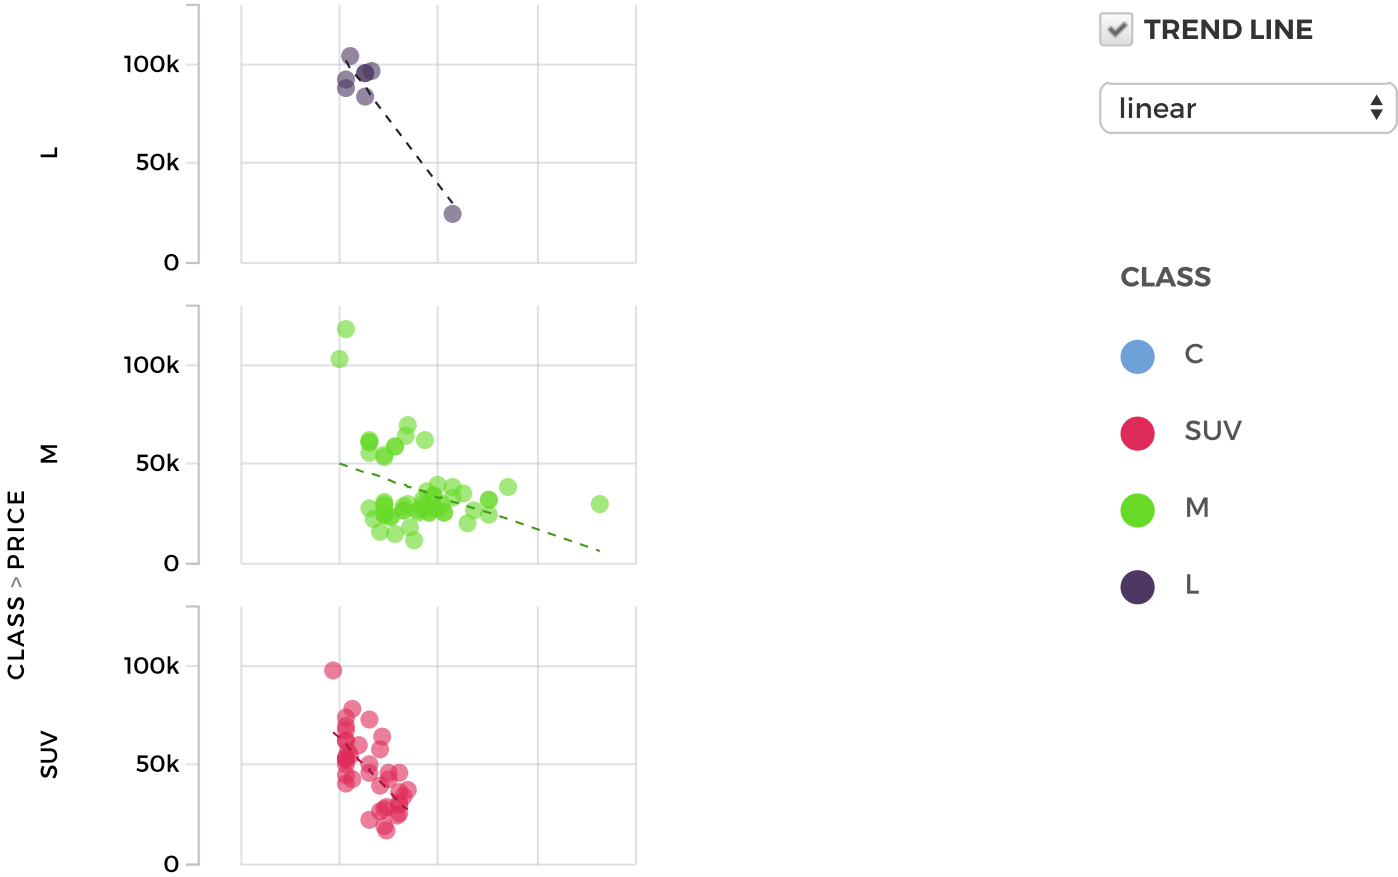 TREND LINE
linear
100k
50k
0
L
100k
50k
0
M
100k
50k
0
SUV
CLASS > PRICE
CLASS
C
SUV
M
L